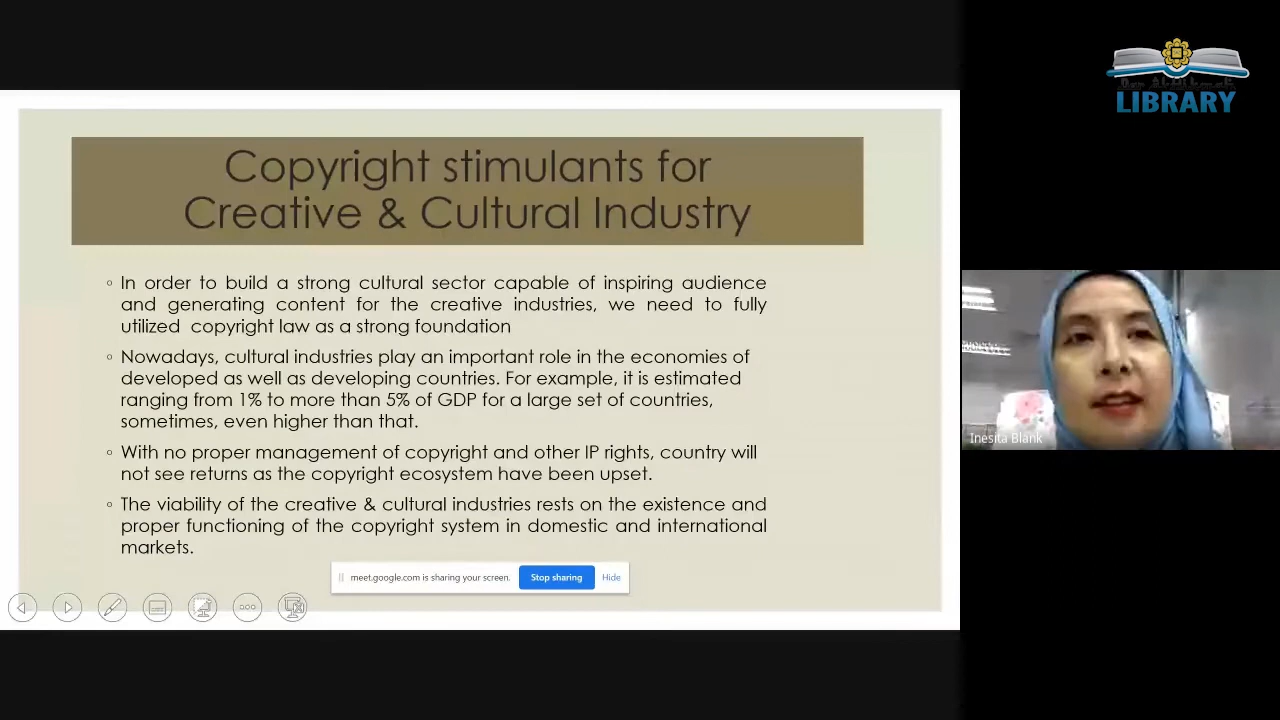 Copyright stimulants for
Creative & Cultural Industry
◦ In order to build a strong cultural sector capable of inspiring audience
and generating content for the creative industries, we need to fully
utilized copyright law as a strong foundation
◦ Nowadays, cultural industries play an important role in the economies of
developed as well as developing countries. For example, it is estimated
ranging from 1% to more than 5% of GDP for a large set of countries,
sometimes, even higher than that.
◦ With no proper management of copyright and other IP rights, country will
not see returns as the copyright ecosystem have been upset.
◦ The viability of the creative & cultural industries rests on the existence and
proper functioning of the copyright system in domestic and international
markets.
meet.google.com is sharing your screen. Stop sharing Hide
LIBRARY
Inesita Blank